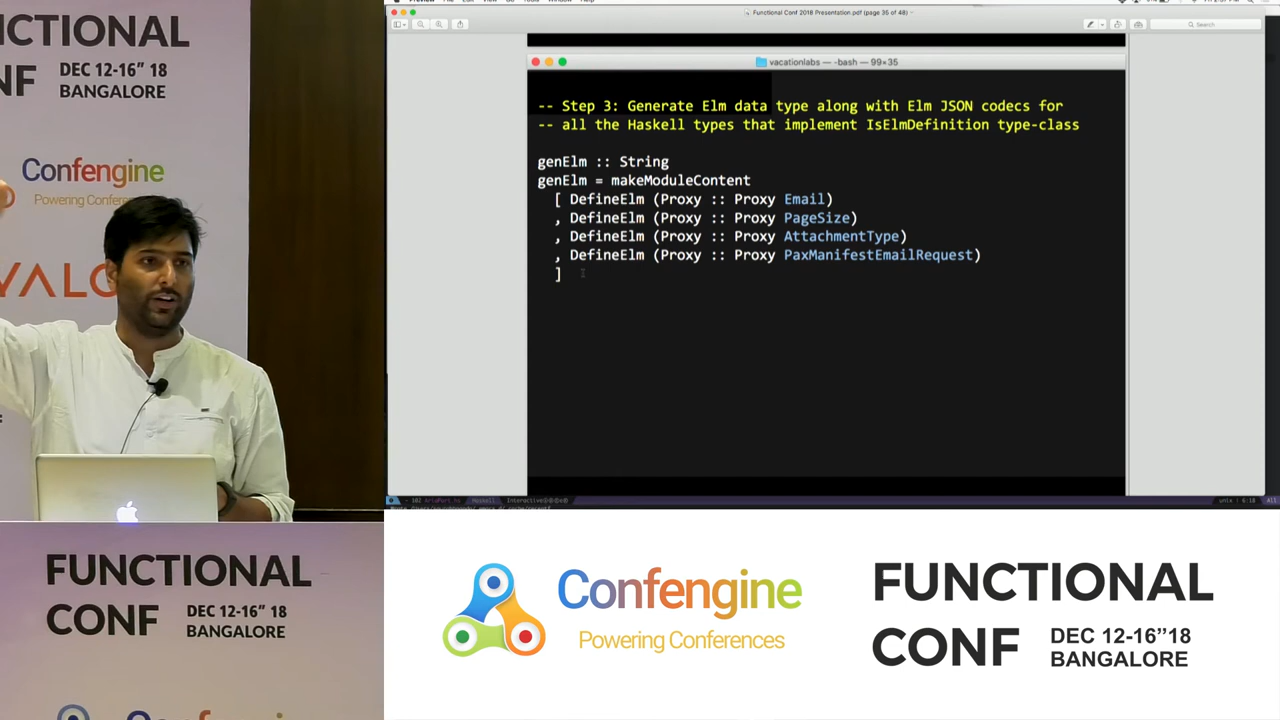 CTIONAL
NF
DEC 12-16" 18
BANGALORE
Confengine
Powering Confere
VALO
FUNCTIONAL
CONF
DEC 12-16" 18
BANGALORE
Functional Conf 2018 Presentation.pdf (page 35 of 48)
Search
vacationlabs — -bash — 99×35
-- Step 3: Generate Elm data type along with Elm JSON codecs for
-- all the Haskell types that implement IsElmDefinition type-class
genElm :: String
genElm = makeModuleContent
[ DefineElm (Proxy :: Proxy Email)
, DefineElm (Proxy :: Proxy PageSize)
, DefineElm (Proxy :: Proxy AttachmentType)
, DefineElm (Proxy :: Proxy PaxManifestEmailRequest)
]
Confengine
Powering Conferences
FUNCTIONAL
CONF
DEC 12-16"18
BANGALORE